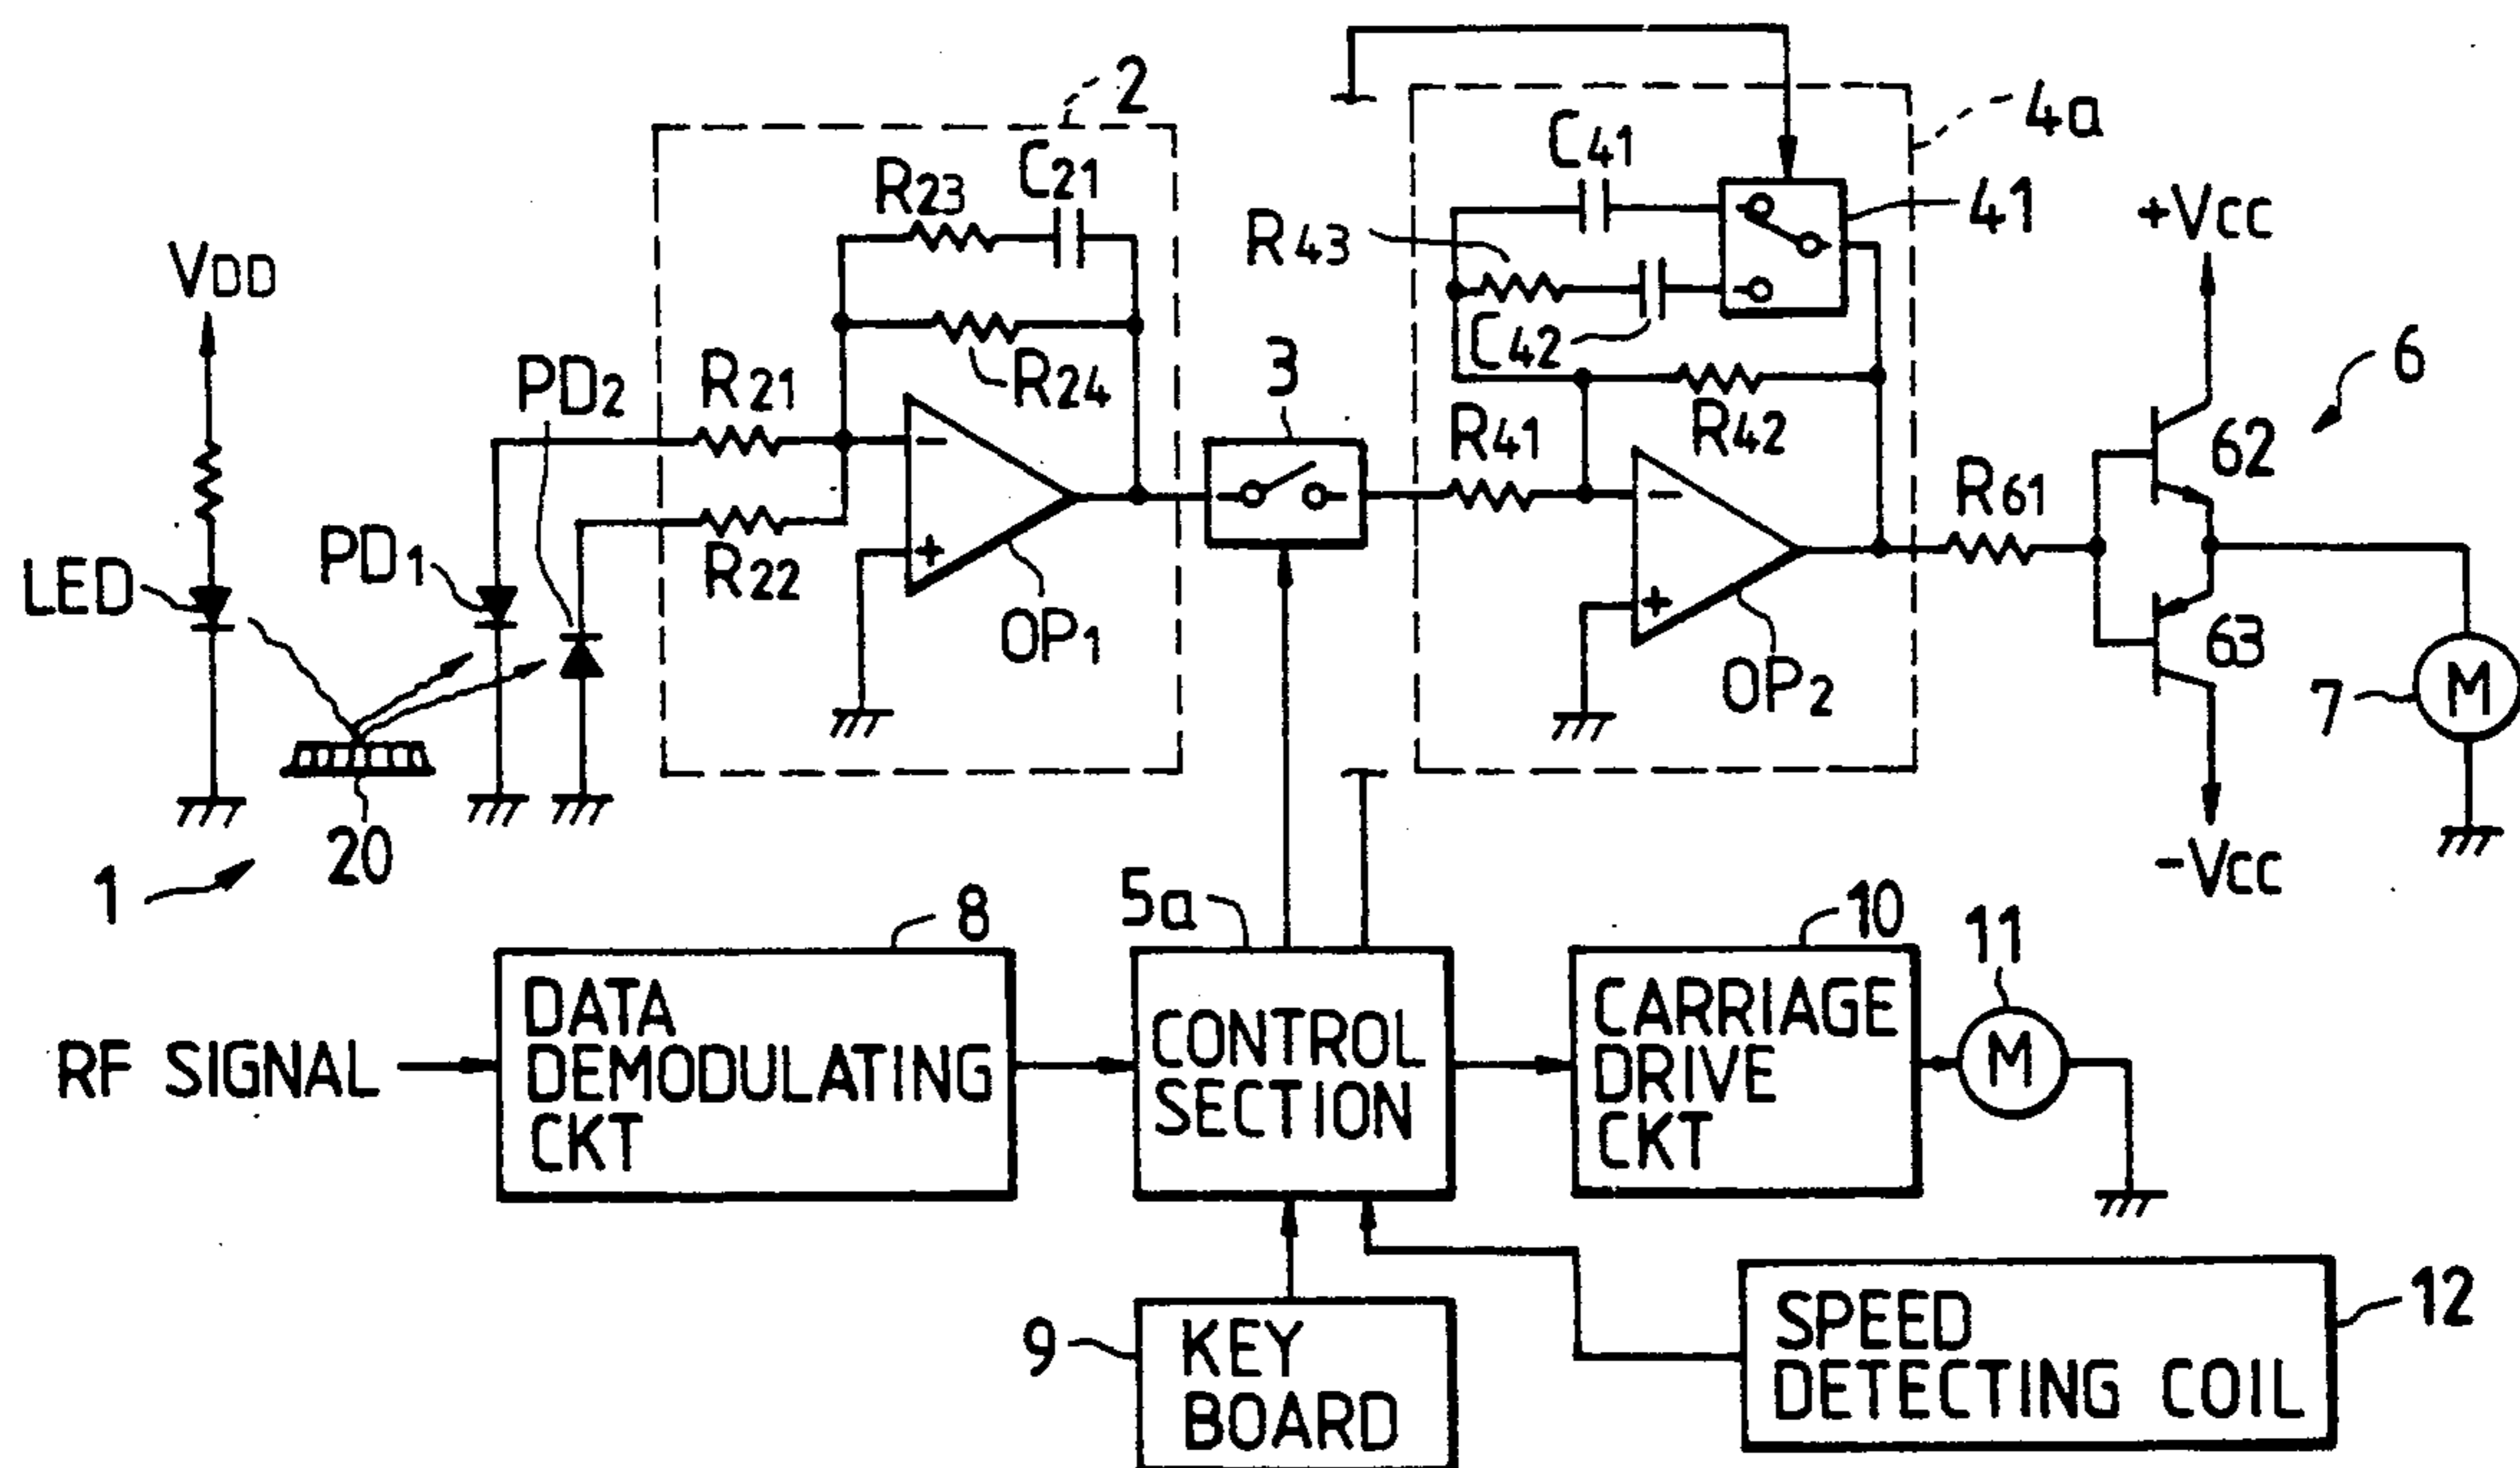 2
4a
C41
R23
C21
41
R43
+VCC
VDD
C42
3
6
PD2
R21
R24
R41
R42
62
−
−
R61
LED
PD1
R22
+
OP1
+
OP2
63
7
M
20
1
−VCC
8
5a
10
11
RF SIGNAL
DATA
DEMODULATING
CKT
CONTROL
SECTION
CARRIAGE
DRIVE
CKT
M
9
KEY
BOARD
SPEED
DETECTING COIL
12